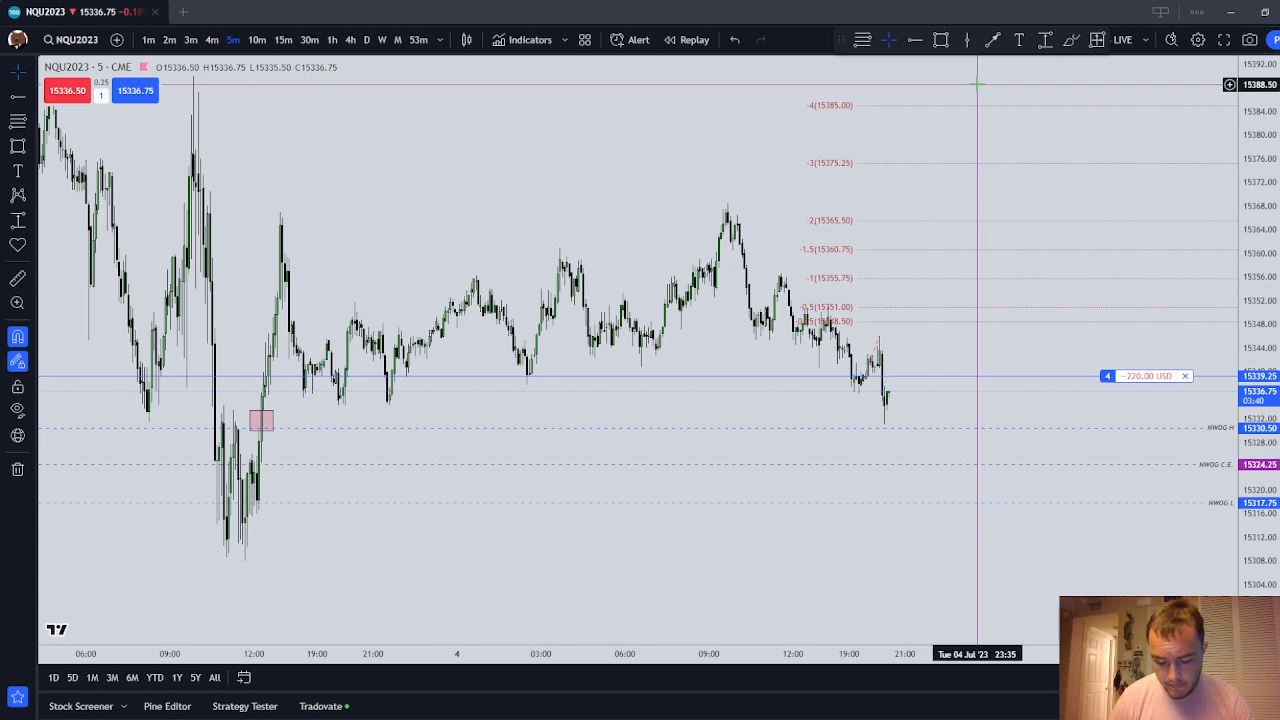 NQU2023 ▼ 15336.75 −0.18%
NQU2023 1m 2m 3m 4m 5m 10m 15m 30m 1h 4h D W M 53m Indicators Alert Replay LIVE
NQU2023 · 5 · CME O15336.50 H15336.75 L15335.50 C15336.75
15336.50 0.25 1 15336.75
15392.00
15388.50
15384.00
15380.00
15376.00
15372.00
15368.00
15364.00
15360.00
15356.00
15352.00
15348.00
15344.00
15339.25
15336.75
03:40
15332.00
15330.50
15328.00
15324.25
15320.00
15317.75
15316.00
15312.00
15308.00
15304.00
-4(15385.00)
-3(15375.25)
-2(15365.50)
-1.5(15360.75)
-1(15355.75)
-0.5(15351.00)
4 −220.00 USD
NWOG H
NWOG C.E.
NWOG L
06:00 09:00 12:00 19:00 21:00 4 03:00 06:00 09:00 12:00 19:00 21:00 Tue 04 Jul '23 23:35
1D 5D 1M 3M 6M YTD 1Y 5Y All
Stock Screener Pine Editor Strategy Tester Tradovate